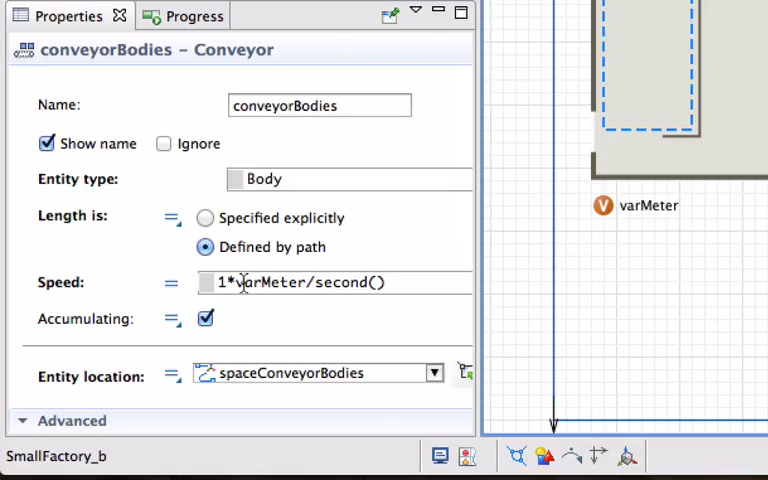 Properties Progress
conveyorBodies – Conveyor
Name: conveyorBodies
Show name Ignore
Entity type: Body
Length is: = Specified explicitly
Defined by path
Speed: = 1*varMeter/second()
Accumulating: =
Entity location: = spaceConveyorBodies
Advanced
SmallFactory_b
V varMeter